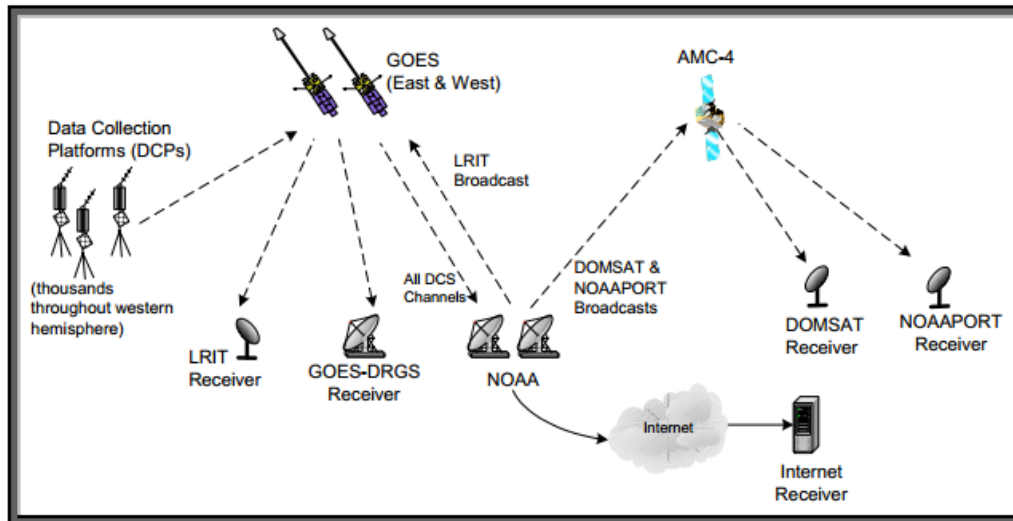 GOES
(East & West)
AMC-4
Data Collection
Platforms (DCPs)
LRIT
Broadcast
(thousands
throughout western
hemisphere)
All DCS
Channels
DOMSAT &
NOAAPORT
Broadcasts
LRIT
Receiver
GOES-DRGS
Receiver
NOAA
DOMSAT
Receiver
NOAAPORT
Receiver
Internet
Internet
Receiver